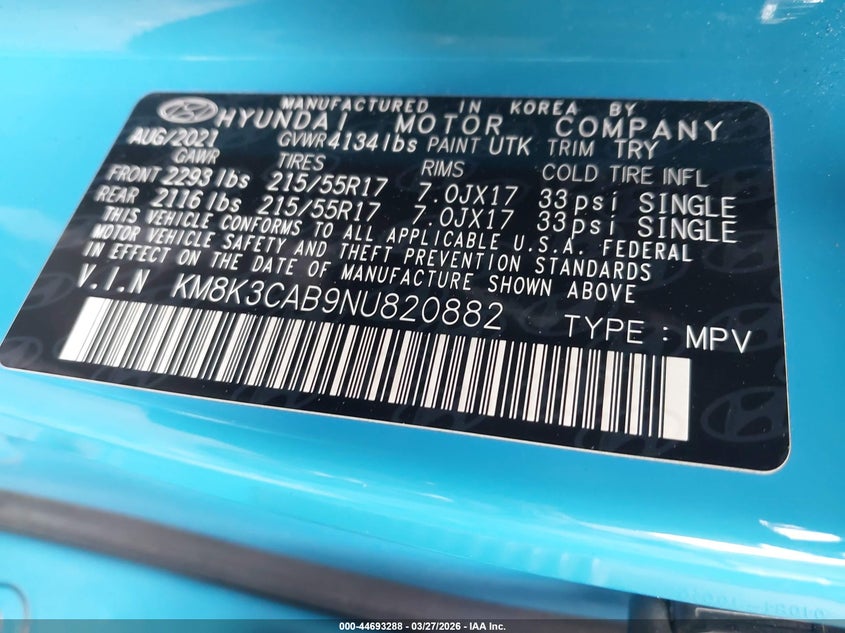 MANUFACTURED IN KOREA BY
HYUNDAI MOTOR COMPANY
AUG/2021 GVWR 4134lbs PAINT UTK TRIM TRY
GAWR TIRES RIMS COLD TIRE INFL
FRONT 2293lbs 215/55R17 7.0JX17 33psi SINGLE
REAR 2116lbs 215/55R17 7.0JX17 33psi SINGLE
THIS VEHICLE CONFORMS TO ALL APPLICABLE U.S.A. FEDERAL
MOTOR VEHICLE SAFETY AND THEFT PREVENTION STANDARDS
IN EFFECT ON THE DATE OF MANUFACTURE SHOWN ABOVE
V.I.N KM8K3CAB9NU820882 TYPE : MPV
000-44693288 - 03/27/2026 - IAA Inc.